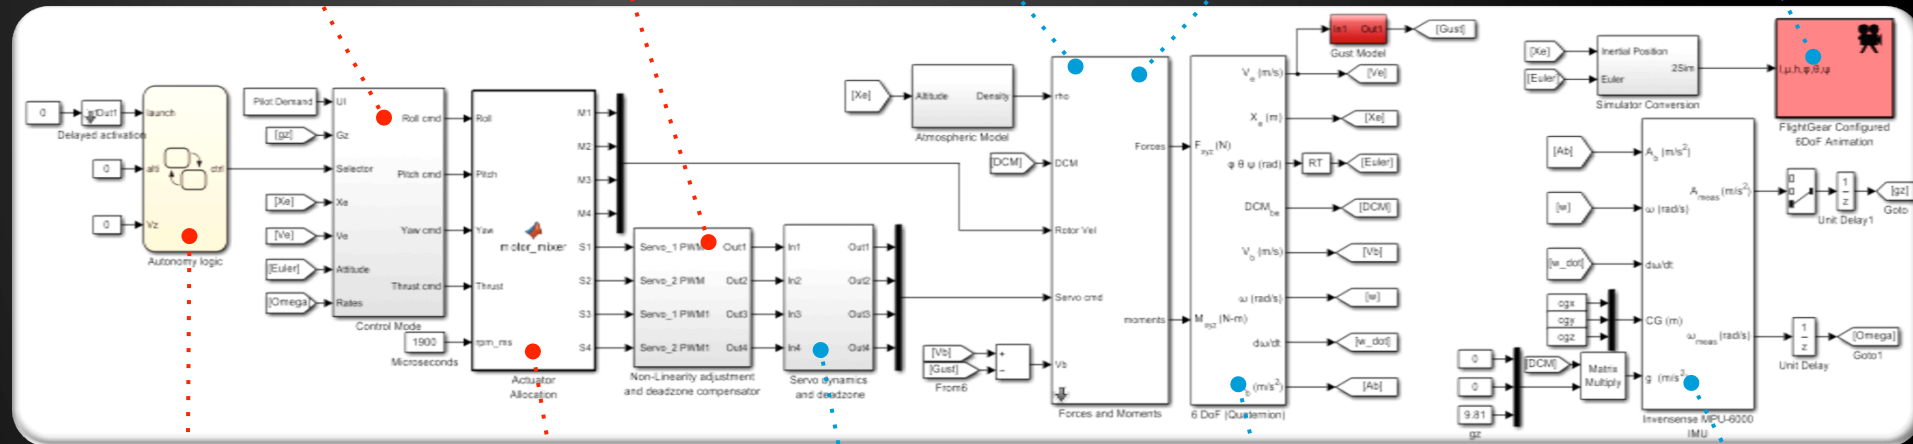 0
Out1
Delayed activation
0
0
launch
alti
Vz
ctrl
Autonomy logic
Pilot Demand
[gz]
[Xe]
[Ve]
[Euler]
[Omega]
UI
Gz
Selector
Xe
Ve
Attitude
Rates
Roll cmd
Pitch cmd
Yaw cmd
Thrust cmd
Control Mode
1900
Microseconds
Roll
Pitch
Yaw
Thrust
rpm_ms
motor_mixer
M1
M2
M3
M4
S1
S2
S3
S4
Actuator
Allocation
Servo_1 PWM
Servo_2 PWM
Servo_1 PWM1
Servo_2 PWM1
Out1
Out2
Out3
Out4
Non-Linearity adjustment
and deadzone compensator
In1
In2
In3
In4
Out1
Out2
Out3
Out4
Servo dynamics
and deadzone
[Xe]
Altitude
Density
Atmospheric Model
[DCM]
[Vb]
[Gust]
From6
+
−
rho
DCM
Rotor Vel
Servo cmd
Vb
Forces
moments
Forces and Moments
Fxyz (N)
Mxyz (N-m)
Ve (m/s)
Xe (m)
φ θ ψ (rad)
DCMbe
Vb (m/s)
ω (rad/s)
dω/dt
b (m/s²)
6 DoF (Quaternion)
In1
Out1
Gust Model
[Gust]
[Ve]
[Xe]
RT
[Euler]
[DCM]
[Vb]
[w]
[w_dot]
[Ab]
[Xe]
[Euler]
Inertial Position
Euler
2Sim
Simulator Conversion
l,μ,h,φ,θ,ψ
FlightGear Configured
6DoF Animation
[Ab]
[w]
[w_dot]
cgx
cgy
cgz
0
0
9.81
gz
[DCM]
Matrix
Multiply
Ab (m/s²)
ω (rad/s)
dω/dt
CG (m)
g (m/s²
Ameas (m/s²)
ωmeas (rad/s)
Invensense MPU-6000
IMU
1
z
Unit Delay1
[gz]
Goto
1
z
Unit Delay
[Omega]
Goto1